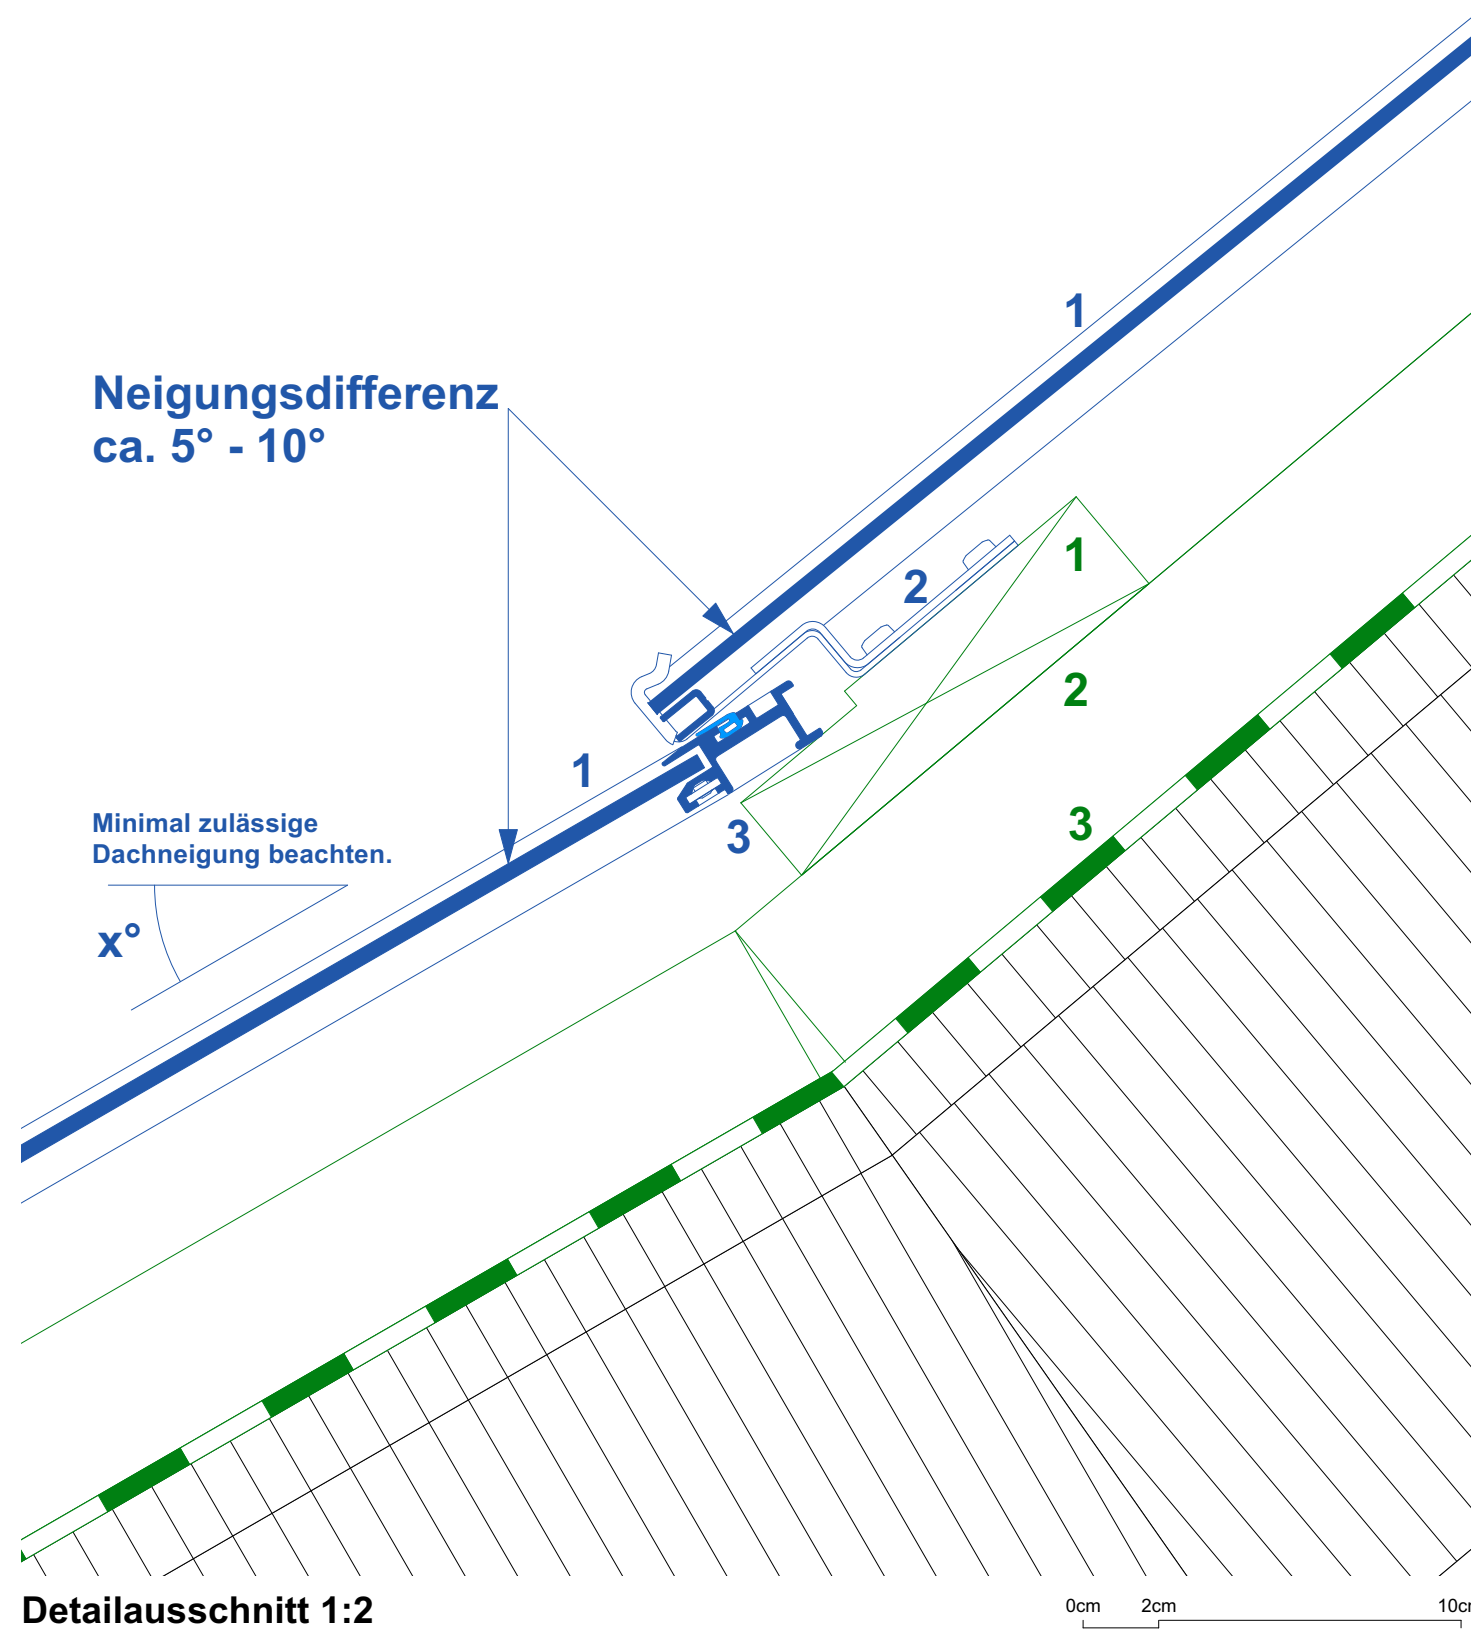 1
Neigungsdifferenz
ca. 5° - 10°
1
2
2
1
3
3
Minimal zulässige
Dachneigung beachten.
x°
Detailausschnitt 1:2
0cm 2cm 10c